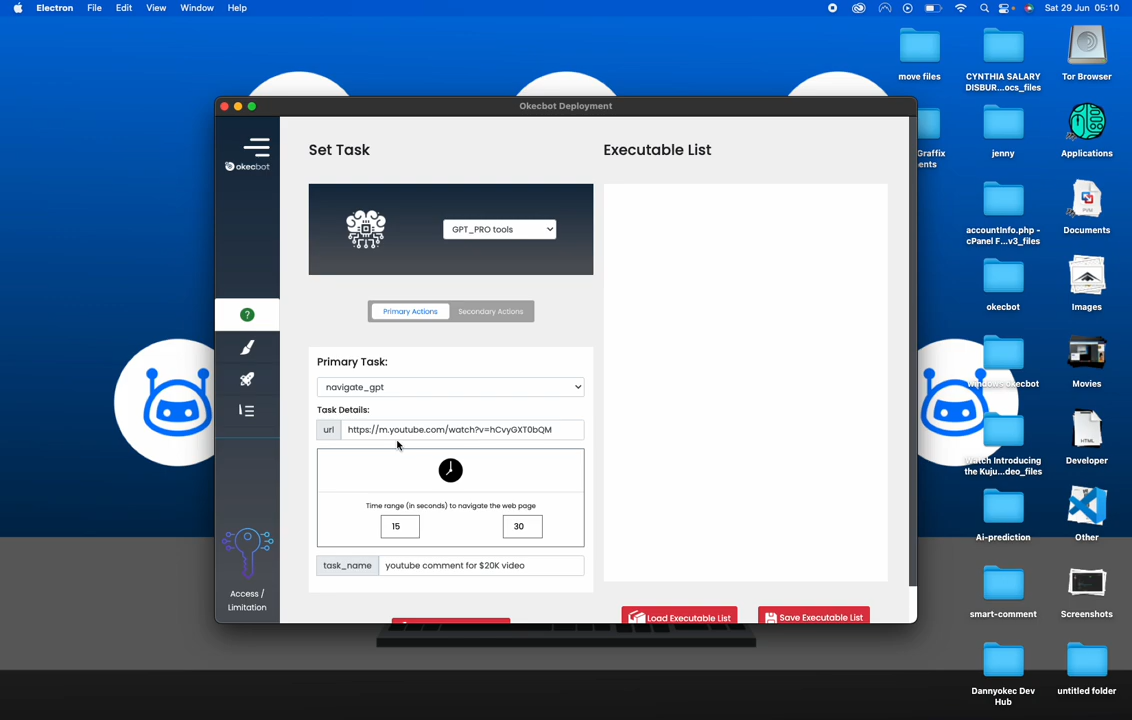 Electron File Edit View Window Help
Sat 29 Jun 05:10
move files
CYNTHIA SALARY
DISBUR...ocs_files
Tor Browser
Okecbot Deployment
okecbot
Set Task
Executable List
Graffix
ents
jenny
Applications
GPT_PRO tools
accountInfo.php -
cPanel F...v3_files
Documents
Primary Actions
Secondary Actions
okecbot
Images
Primary Task:
navigate_gpt
windows okecbot
Movies
Task Details:
url
https://m.youtube.com/watch?v=hCvyGXT0bQM
Watch Introducing
the Kuju...deo_files
HTML
Developer
Time range (in seconds) to navigate the web page
15
30
Ai-prediction
Other
task_name
youtube comment for $20K video
Access /
Limitation
Load Executable List
Save Executable List
smart-comment
Screenshots
Dannyokec Dev
Hub
untitled folder